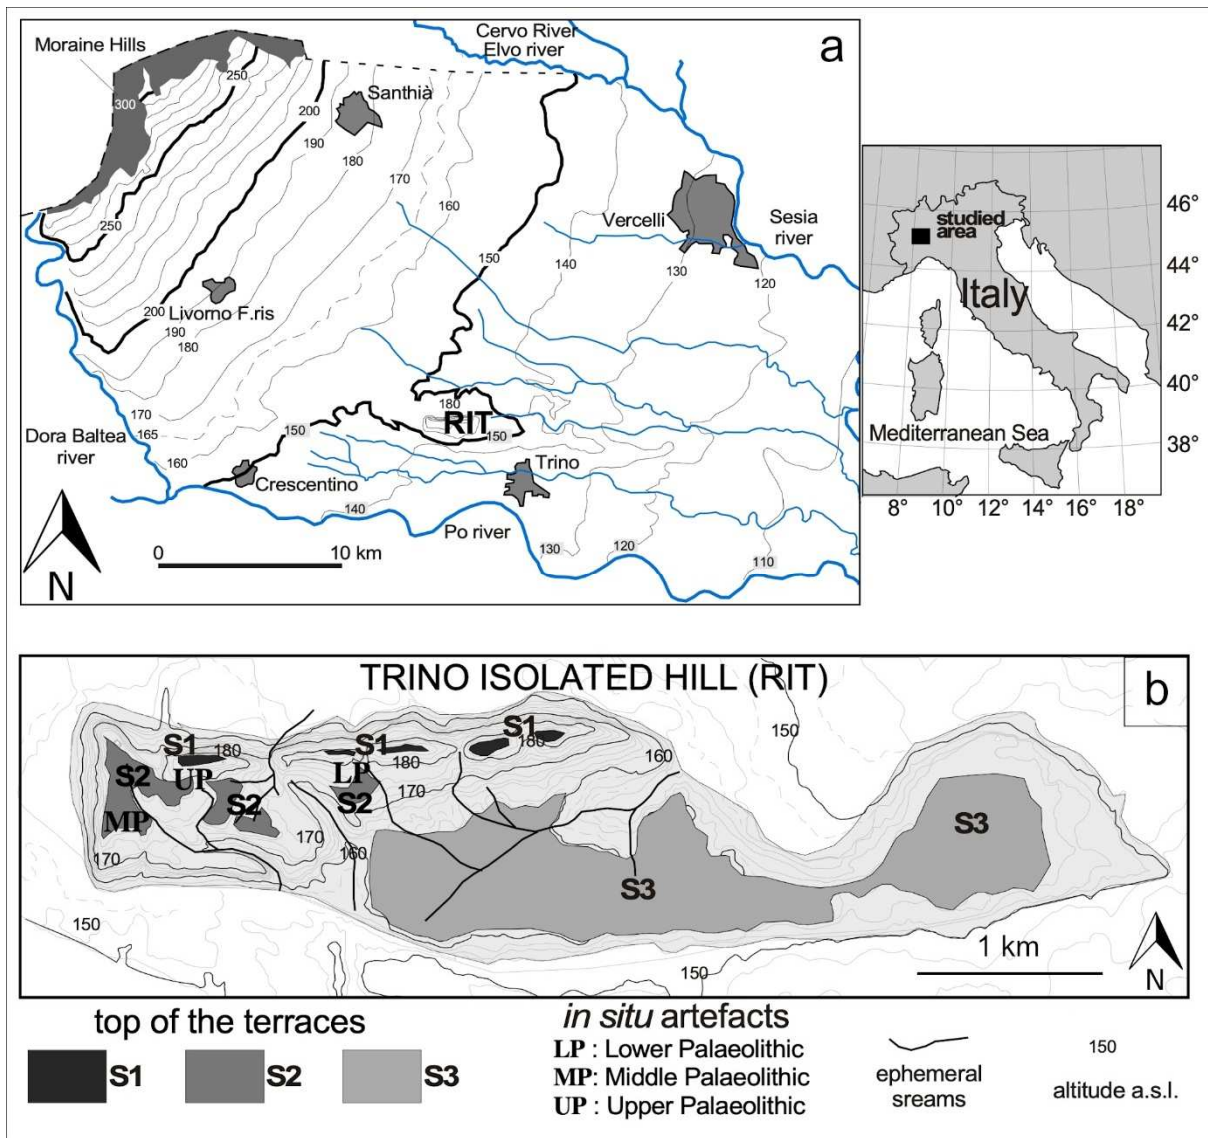 a
Cervo River
Elvo river
Moraine Hills
250
300
200
Santhià
190
180
170
160
250
Vercelli
Sesia
river
150
140
130
120
200
Livorno F.ris
190
180
170
165
160
Dora Baltea
river
180
RIT
150
150
Crescentino
Trino
140
Po river
130
120
110
0
10 km
N
studied
area
Italy
Mediterranean Sea
46°
44°
42°
40°
38°
8°
10°
12°
14°
16°
18°
TRINO ISOLATED HILL (RIT)
b
150
S1
180
S1
180
S1
180
160
S2
UP
LP
170
S2
S2
MP
170
170
160
S3
S3
150
150
1 km
N
top of the terraces
S1
S2
S3
in situ artefacts
LP : Lower Palaeolithic
MP: Middle Palaeolithic
UP : Upper Palaeolithic
ephemeral
sreams
150
altitude a.s.l.